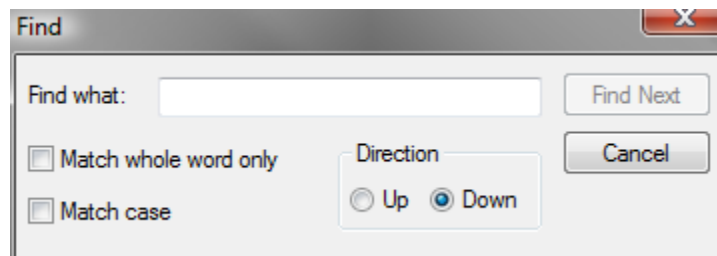 Find
Find what:
Find Next
Match whole word only
Direction
Cancel
Match case
Up
Down